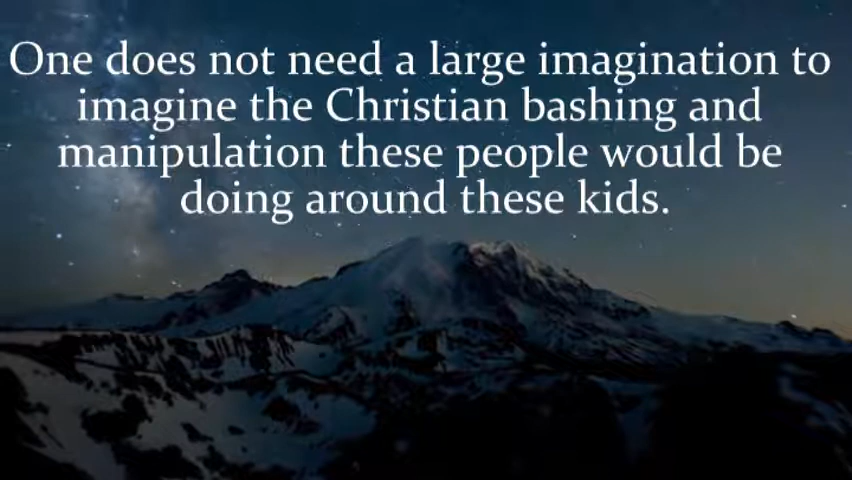 One does not need a large imagination to
imagine the Christian bashing and
manipulation these people would be
doing around these kids.